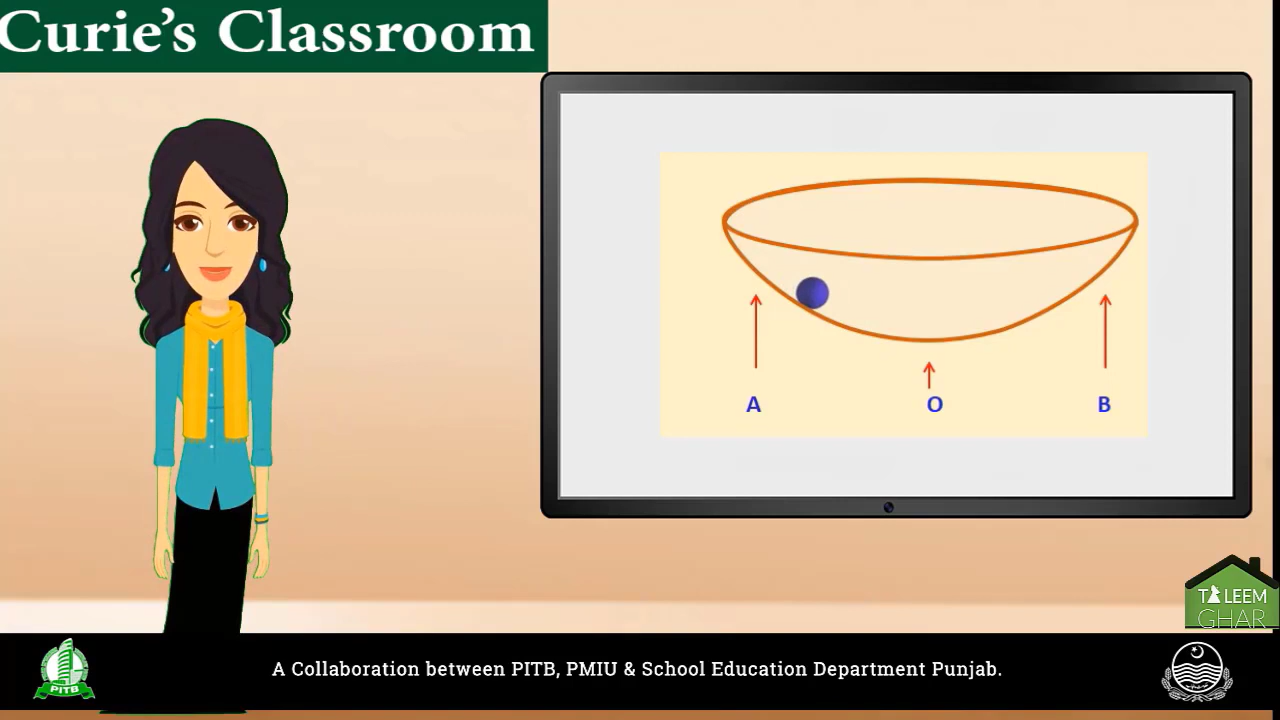 Curie's Classroom
A
O
B
TALEEM
GHAR
PITB
A Collaboration between PITB, PMIU & School Education Department Punjab.